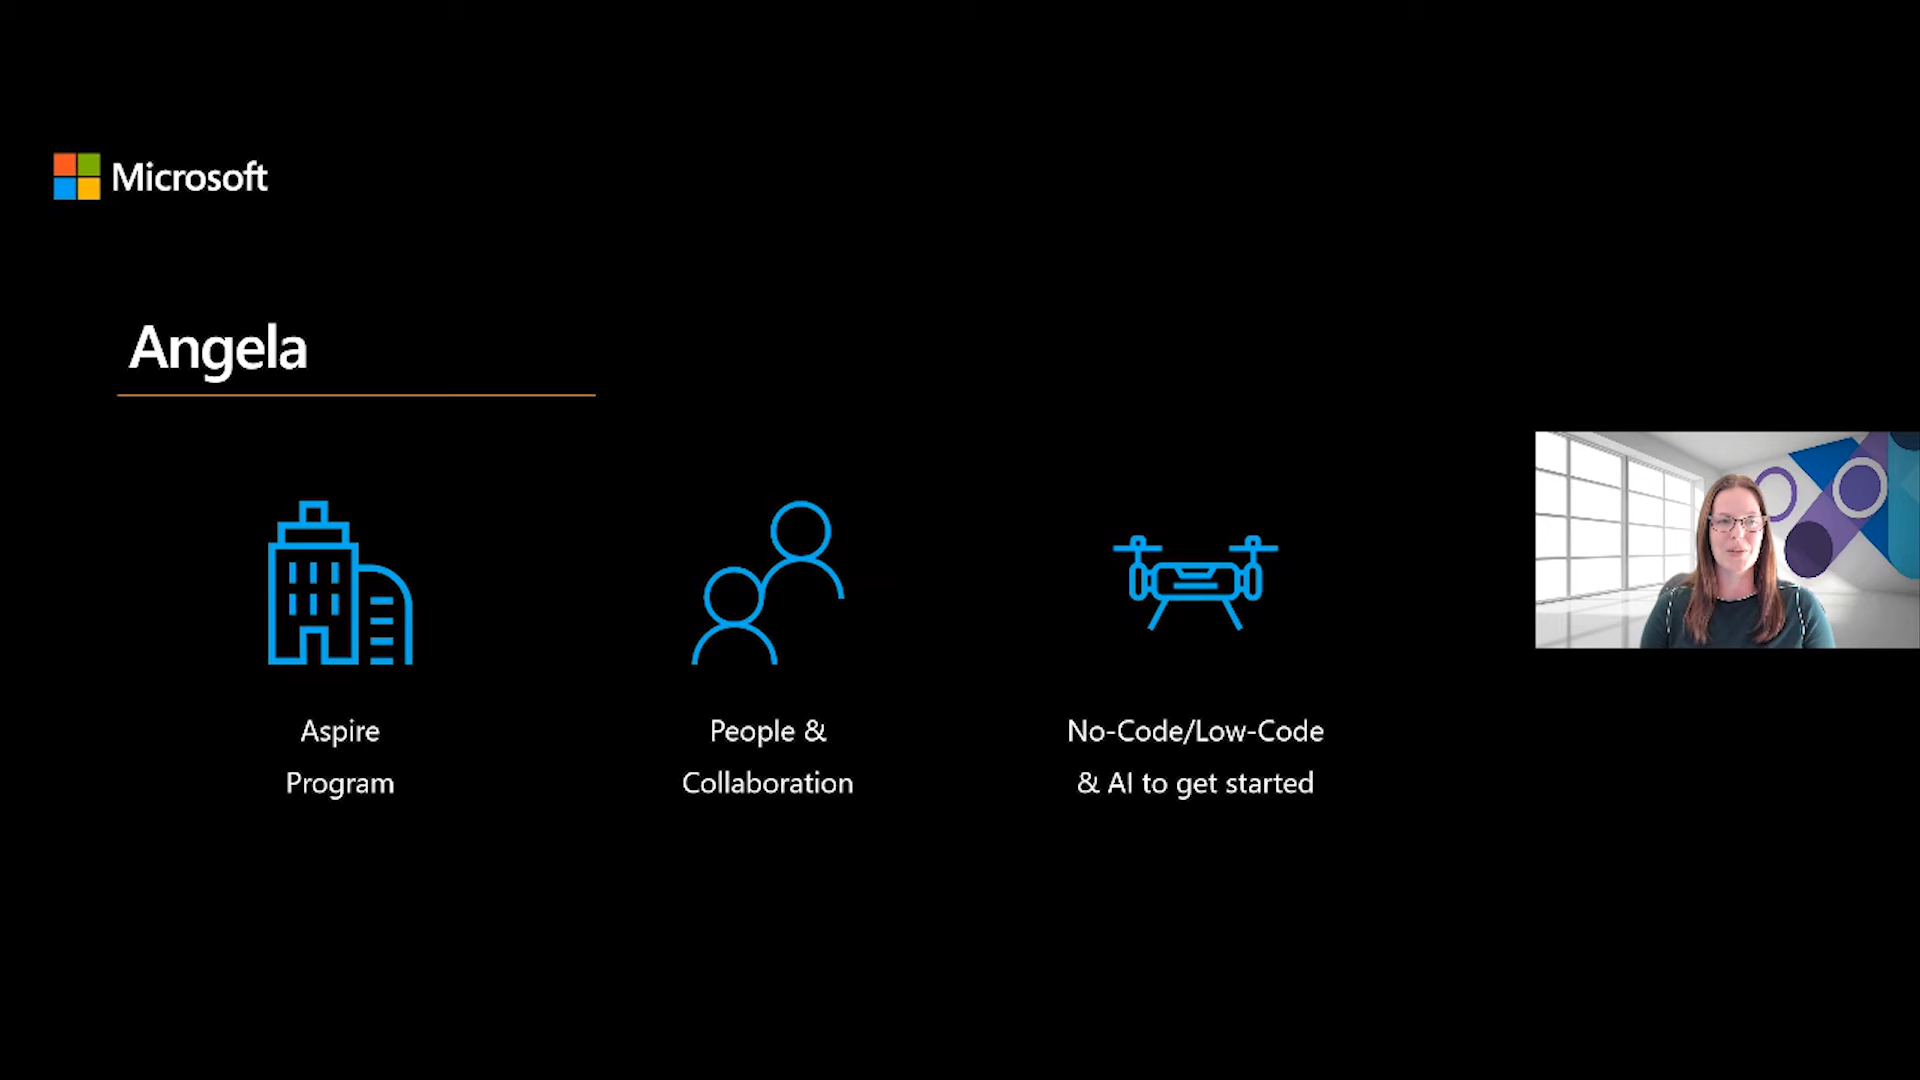 Microsoft
Angela
Aspire
Program
People &
Collaboration
No-Code/Low-Code
& AI to get started